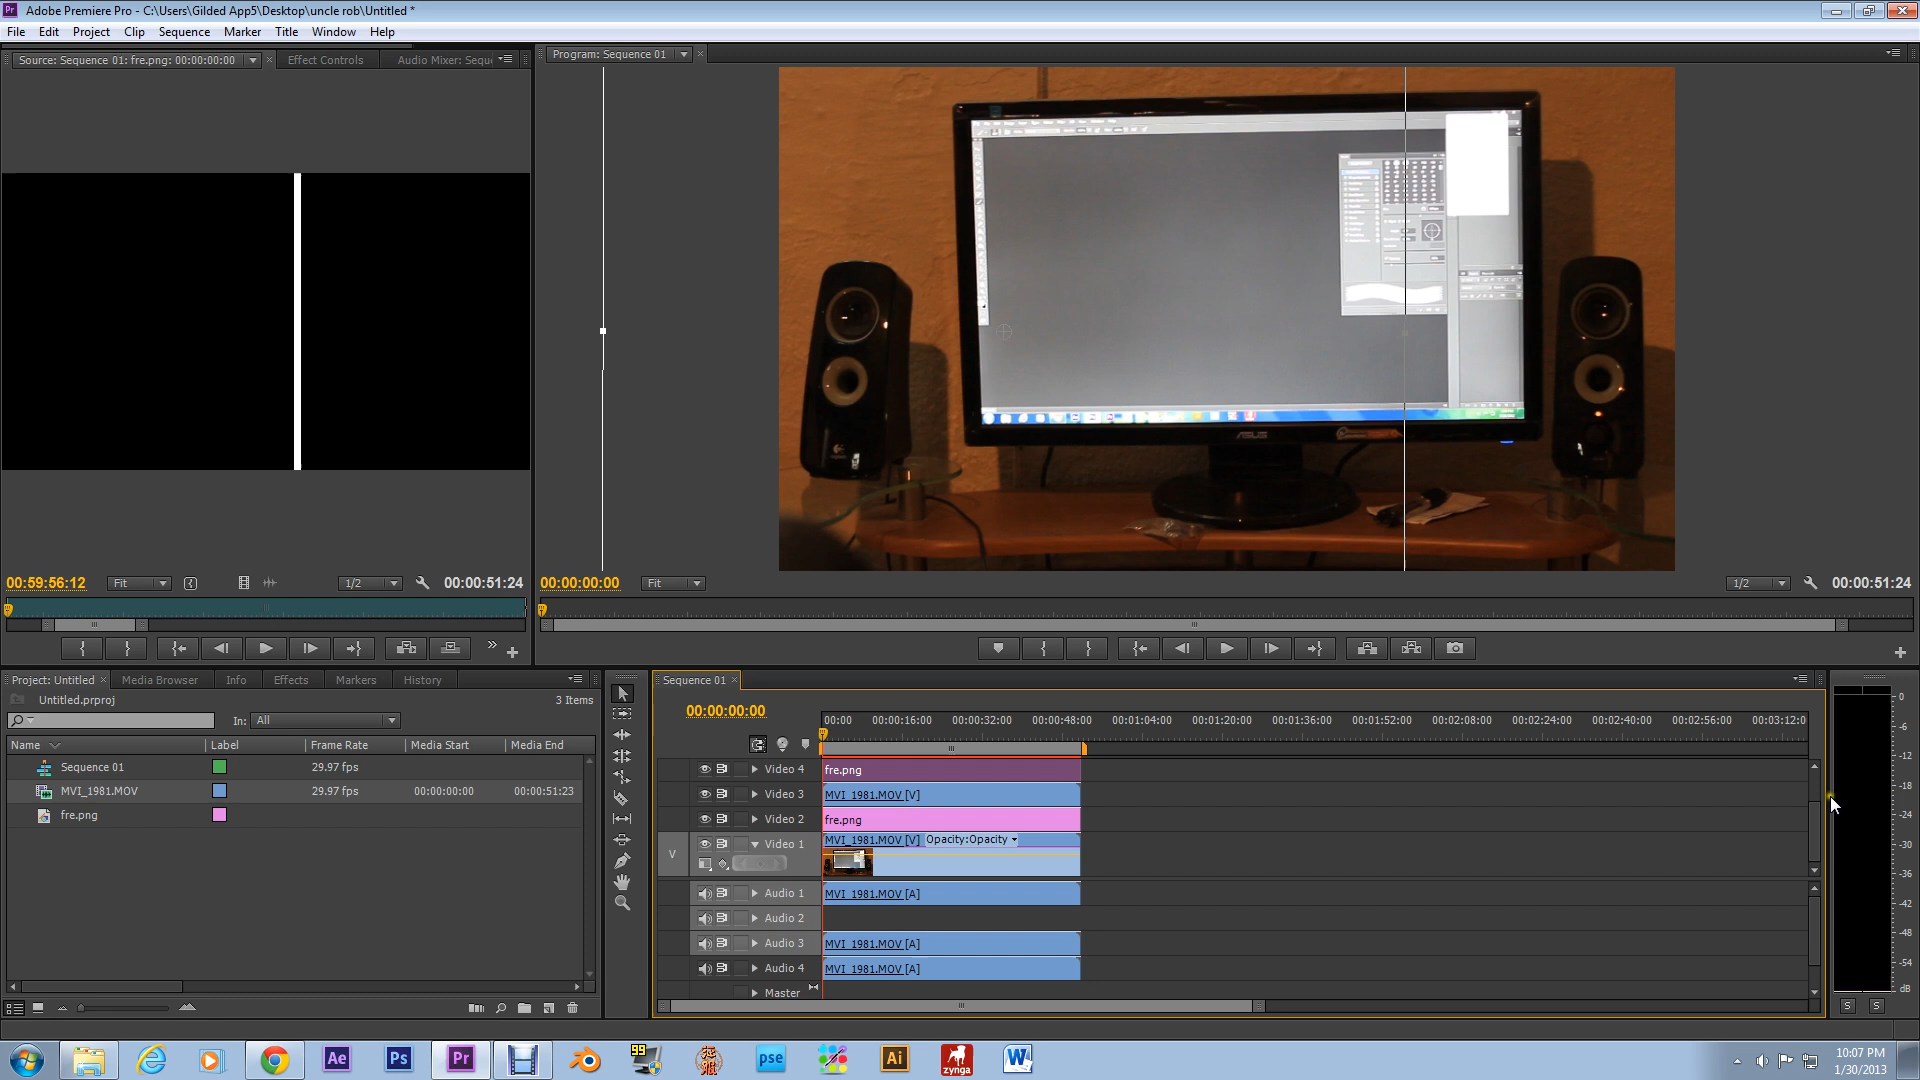 Adobe Premiere Pro - C:\Users\Gilded App5\Desktop\uncle rob\Untitled *
File Edit Project Clip Sequence Marker Title Window Help
Source: Sequence 01: fre.png: 00:00:00:00 Effect Controls Audio Mixer: Sequ
Program: Sequence 01
ASUS
00:59:56:12 Fit 1/2 00:00:51:24
00:00:00:00 Fit 1/2 00:00:51:24
Project: Untitled Media Browser Info Effects Markers History
Untitled.prproj 3 Items
In: All
Name Label Frame Rate Media Start Media End
Sequence 01 29.97 fps
MVI_1981.MOV 29.97 fps 00:00:00:00 00:00:51:23
fre.png
Sequence 01
00:00:00:00
00:00 00:00:16:00 00:00:32:00 00:00:48:00 00:01:04:00 00:01:20:00 00:01:36:00 00:01:52:00 00:02:08:00 00:02:24:00 00:02:40:00 00:02:56:00 00:03:12:0
Video 4 fre.png
Video 3 MVI_1981.MOV [V]
Video 2 fre.png
V Video 1 MVI_1981.MOV [V] Opacity:Opacity
Audio 1 MVI_1981.MOV [A]
Audio 2
Audio 3 MVI_1981.MOV [A]
Audio 4 MVI_1981.MOV [A]
Master
0
-6
-12
-18
-24
-30
-36
-42
-48
-54
dB
S S
Ae Ps Pr 99 pse Ai zynga W
10:07 PM
1/30/2013